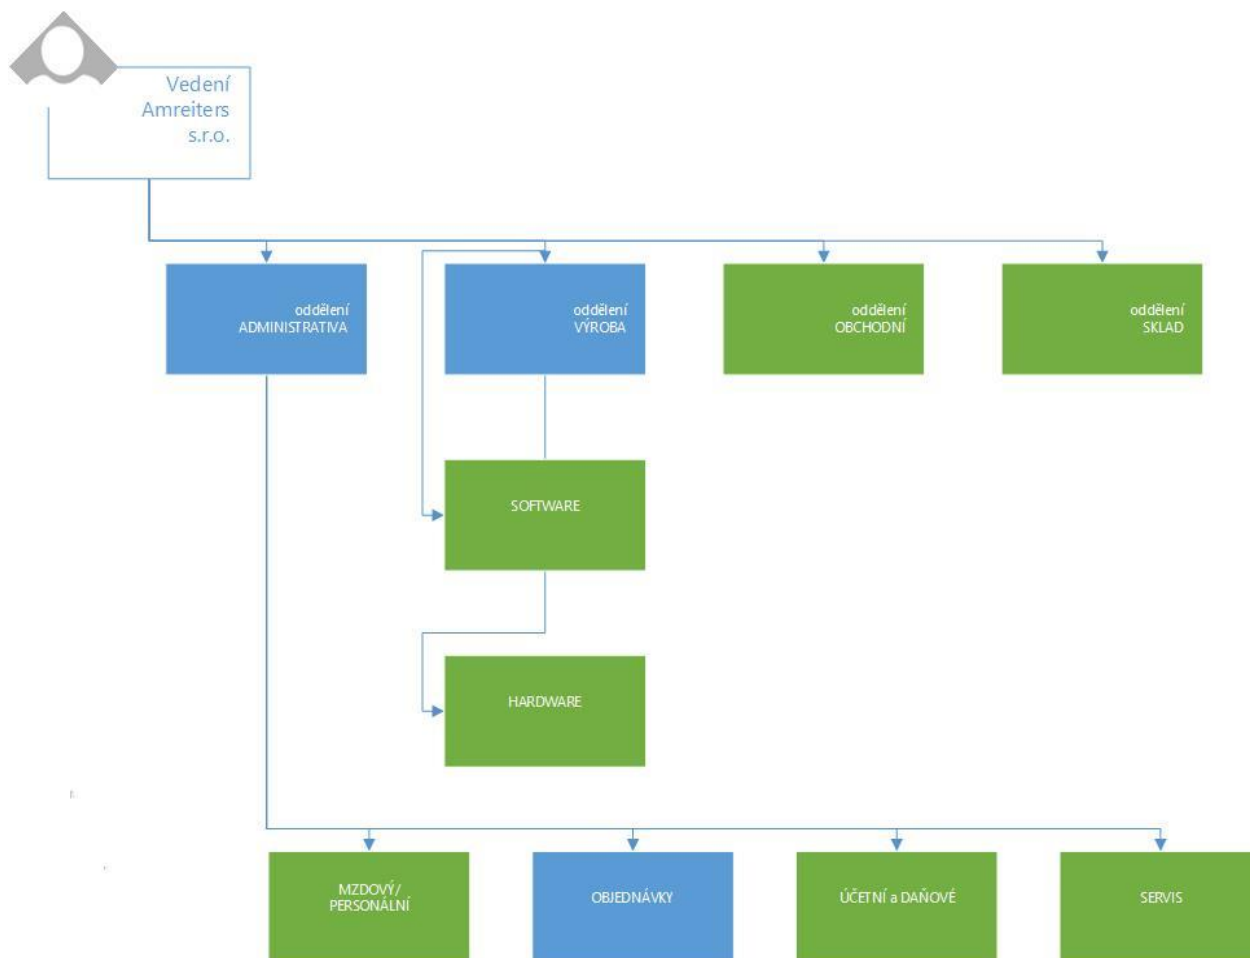 Vedení
Amreiters
s.r.o.
oddělení
ADMINISTRATIVA
oddělení
VÝROBA
oddělení
OBCHODNÍ
oddělení
SKLAD
SOFTWARE
HARDWARE
MZDOVÝ/
PERSONÁLNÍ
OBJEDNÁVKY
ÚČETNÍ a DAŇOVÉ
SERVIS